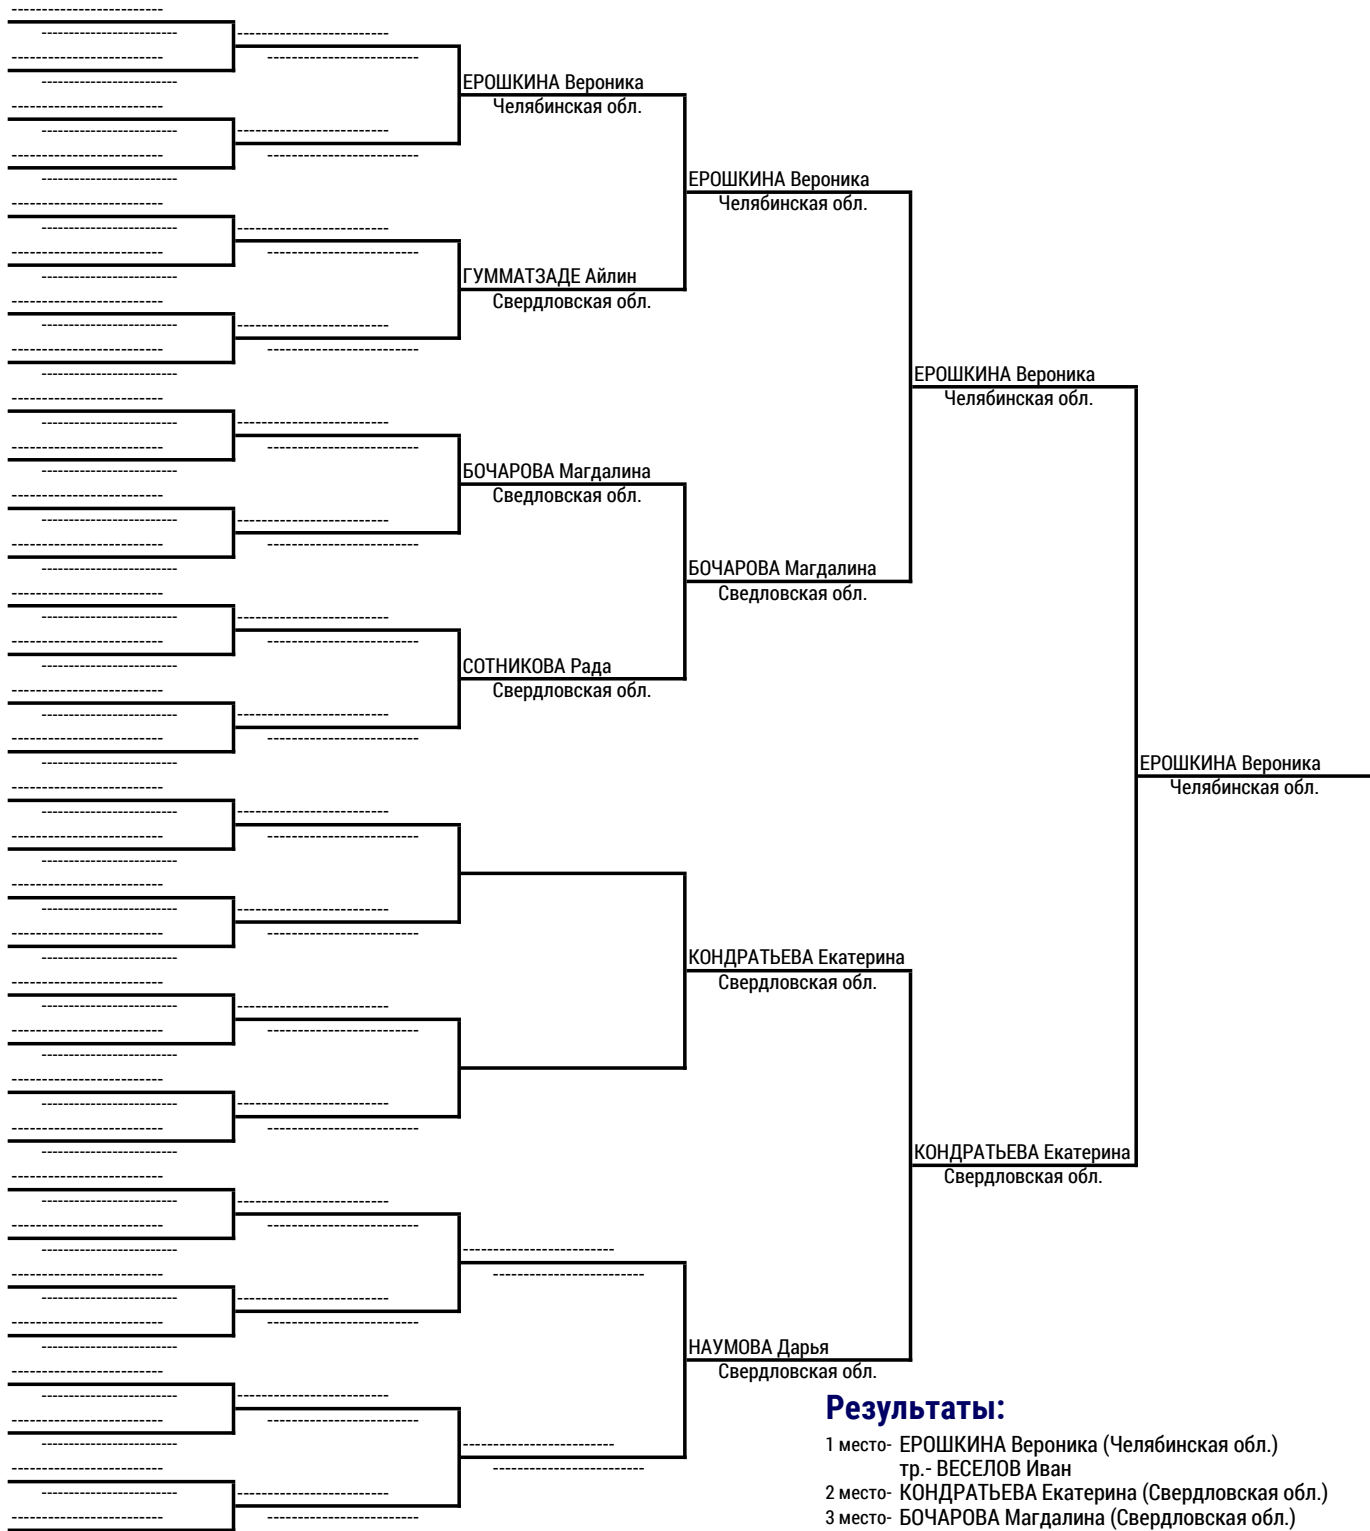 ЕРОШКИНА Вероника
Челябинская обл.
ЕРОШКИНА Вероника
Челябинская обл.
ГУММАТЗАДЕ Айлин
Свердловская обл.
ЕРОШКИНА Вероника
Челябинская обл.
БОЧАРОВА Магдалина
Сведловская обл.
БОЧАРОВА Магдалина
Сведловская обл.
СОТНИКОВА Рада
Свердловская обл.
ЕРОШКИНА Вероника
Челябинская обл.
КОНДРАТЬЕВА Екатерина
Свердловская обл.
КОНДРАТЬЕВА Екатерина
Свердловская обл.
НАУМОВА Дарья
Свердловская обл.
Результаты:
1 место- ЕРОШКИНА Вероника (Челябинская обл.)
тр.- ВЕСЕЛОВ Иван
2 место- КОНДРАТЬЕВА Екатерина (Свердловская обл.)
3 место- БОЧАРОВА Магдалина (Свердловская обл.)